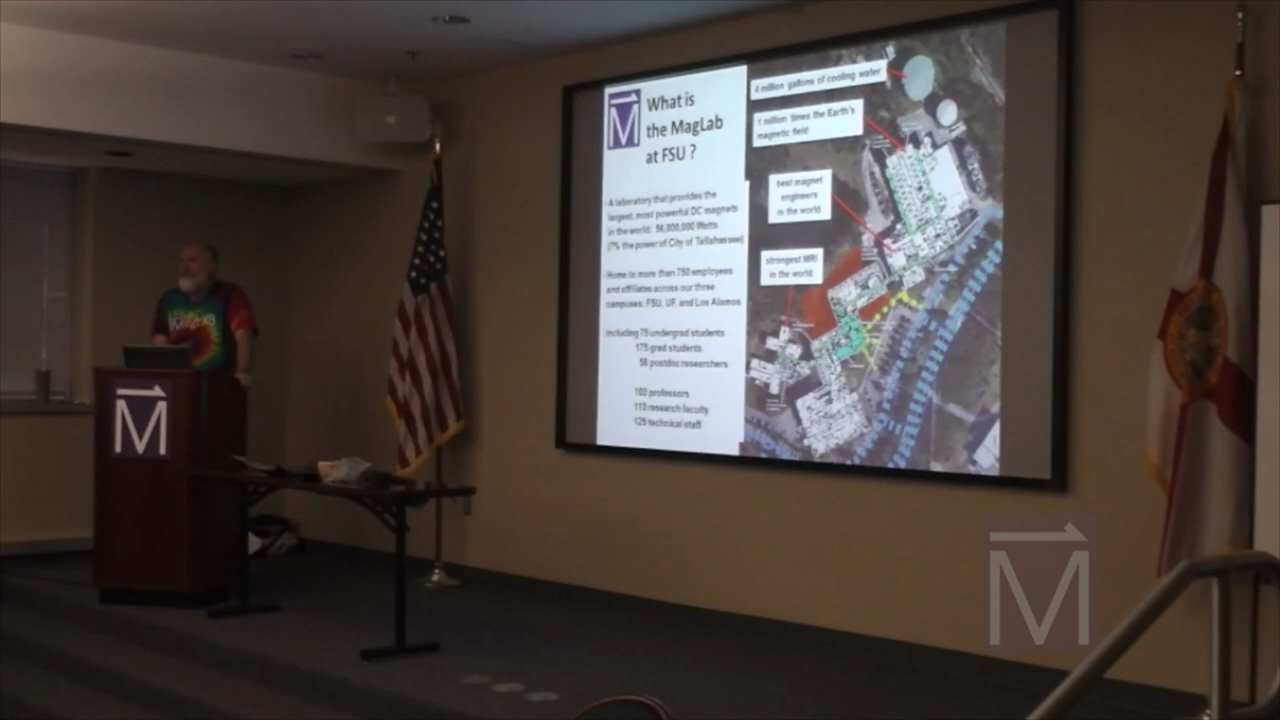 What is
the MagLab
at FSU ?
- A laboratory that provides the
largest, most powerful DC magnets
in the world: 56,000,000 Watts
(7% the power of City of Tallahassee)
- Home to more than 750 employees
and affiliates across our three
campuses: FSU, UF, and Los Alamos
including 75 undergrad students
175 grad students
58 postdoc researchers
102 professors
113 research faculty
125 technical staff
4 million gallons of cooling water
1 million times the Earth's
magnetic field
best magnet
engineers
in the world
strongest MRI
in the world
M
M
M